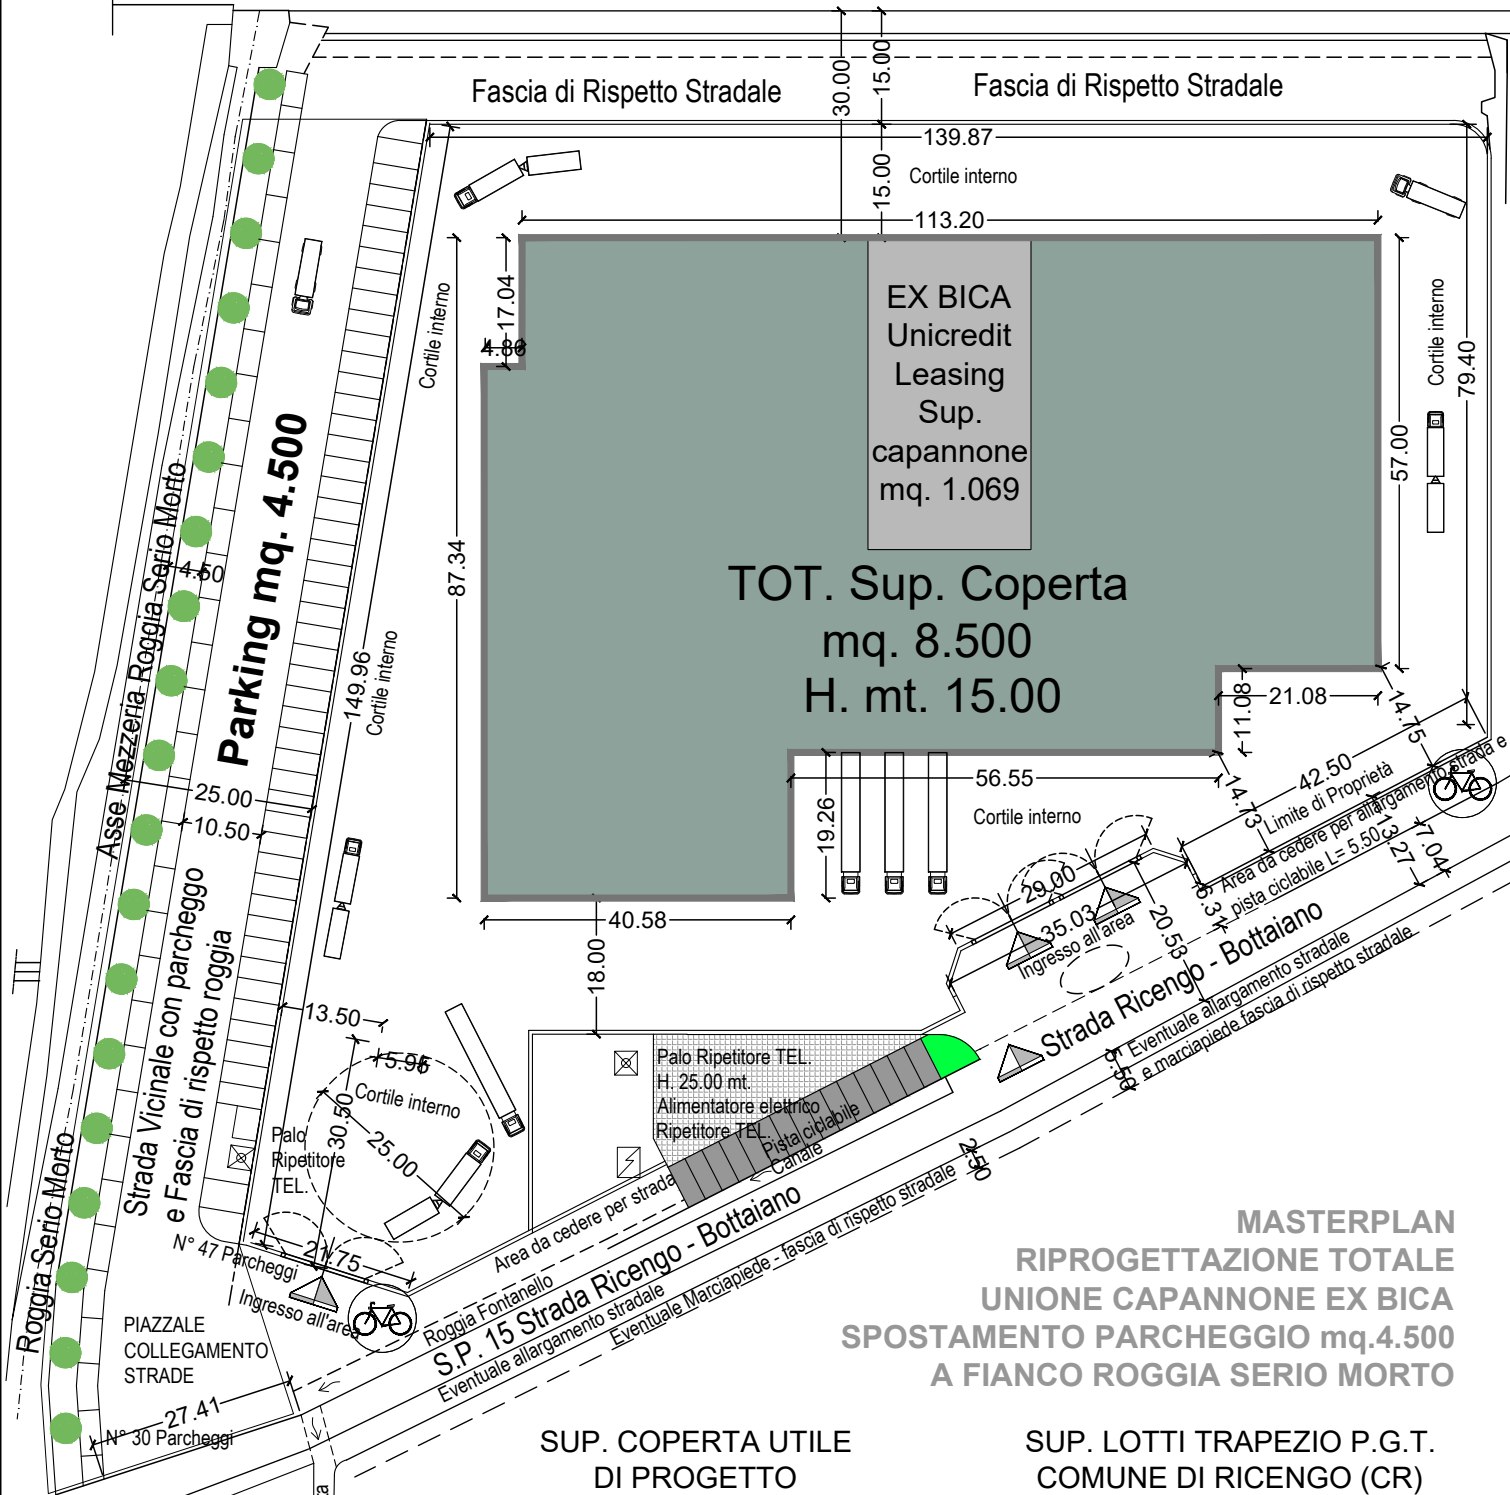 Fascia di Rispetto Stradale
Fascia di Rispetto Stradale
30.00
15.00
139.87
15.00
Cortile interno
113.20
17.04
4.86
Cortile interno
EX BICA
Unicredit
Leasing
Sup.
capannone
mq. 1.069
Cortile interno
79.40
57.00
87.34
TOT. Sup. Coperta
mq. 8.500
H. mt. 15.00
Parking mq. 4.500
Asse Mezzeria Roggia Serio Morto
4.50
149.96
Cortile interno
25.00
10.50
11.08
21.08
14.75
56.55
14.73
42.50
Limite di Proprietà
19.26
Cortile interno
Area da cedere per allargamento strada e
pista ciclabile L= 5.50
13.27
7.04
6.31
29.00
35.03
Ingresso all'area
20.53
40.58
18.00
Strada Vicinale con parcheggo
e Fascia di rispetto roggia
13.50
5.96
Cortile interno
30.50
25.00
Palo
Ripetitore
TEL.
Palo Ripetitore TEL.
H. 25.00 mt.
Alimentatore elettrico
Ripetitore TEL.
Pista ciclabile
Canale
Strada Ricengo - Bottaiano
Eventuale allargamento stradale
e marciapiede fascia di rispetto stradale
5.50
2.50
Roggia Serio Morto
N° 47 Parcheggi
21.75
Ingresso all'area
Area da cedere per strada
Roggia Fontanello
S.P. 15 Strada Ricengo - Bottaiano
Eventuale allargamento stradale
Eventuale Marciapiede - fascia di rispetto stradale
PIAZZALE
COLLEGAMENTO
STRADE
27.41
N° 30 Parcheggi
MASTERPLAN
RIPROGETTAZIONE TOTALE
UNIONE CAPANNONE EX BICA
SPOSTAMENTO PARCHEGGIO mq.4.500
A FIANCO ROGGIA SERIO MORTO
SUP. COPERTA UTILE
DI PROGETTO
SUP. LOTTI TRAPEZIO P.G.T.
COMUNE DI RICENGO (CR)